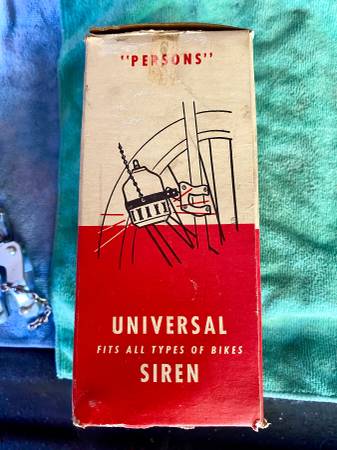 "PERSONS"
UNIVERSAL
FITS ALL TYPES OF BIKES
SIREN